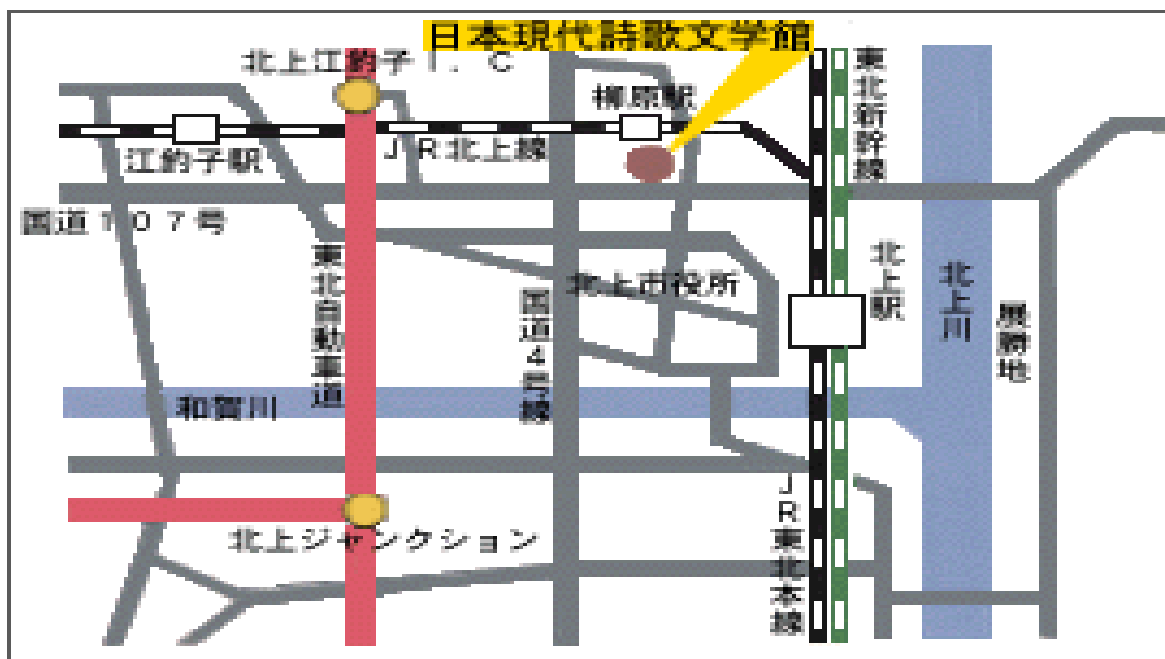 日本現代詩歌文学館
北上江釣子I．C
東北新幹線
柳原駅
江釣子駅
JR北上線
国道107号
東北自動車道
北上市役所
国道4号線
北上駅
北上川
展勝地
和賀川
北上ジャンクション
JR東北本線